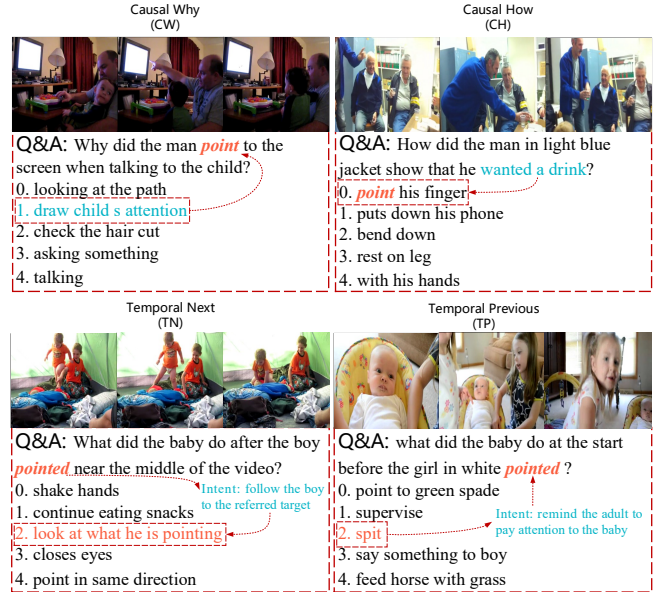 Causal Why
(CW)
Q&A: Why did the man point to the
screen when talking to the child?
0. looking at the path
1. draw child s attention
2. check the hair cut
3. asking something
4. talking
Causal How
(CH)
Q&A: How did the man in light blue
jacket show that he wanted a drink?
0. point his finger
1. puts down his phone
2. bend down
3. rest on leg
4. with his hands
Temporal Next
(TN)
Q&A: What did the baby do after the boy
pointed near the middle of the video?
0. shake hands
1. continue eating snacks
2. look at what he is pointing
3. closes eyes
4. point in same direction
Intent: follow the boy
to the referred target
Temporal Previous
(TP)
Q&A: what did the baby do at the start
before the girl in white pointed ?
0. point to green spade
1. supervise
2. spit
3. say something to boy
4. feed horse with grass
Intent: remind the adult to
pay attention to the baby